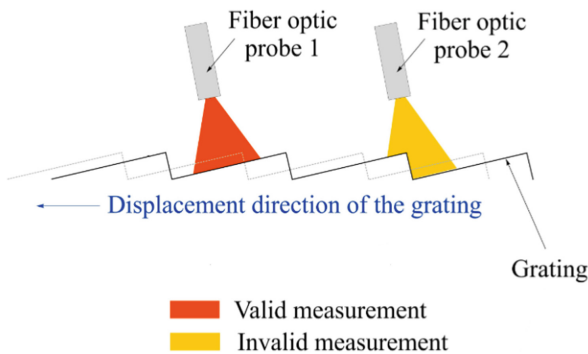 Fiber optic
probe 1
Fiber optic
probe 2
Displacement direction of the grating
Grating
Valid measurement
Invalid measurement